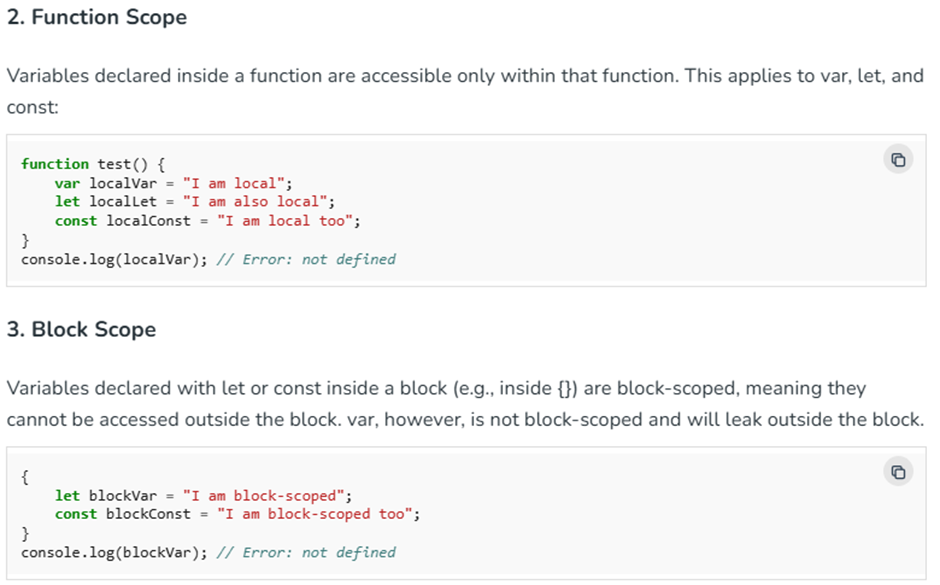 2. Function Scope
Variables declared inside a function are accessible only within that function. This applies to var, let, and
const:
function test() {
    var localVar = "I am local";
    let localLet = "I am also local";
    const localConst = "I am local too";
}
console.log(localVar); // Error: not defined
3. Block Scope
Variables declared with let or const inside a block (e.g., inside {}) are block-scoped, meaning they
cannot be accessed outside the block. var, however, is not block-scoped and will leak outside the block.
{
    let blockVar = "I am block-scoped";
    const blockConst = "I am block-scoped too";
}
console.log(blockVar); // Error: not defined